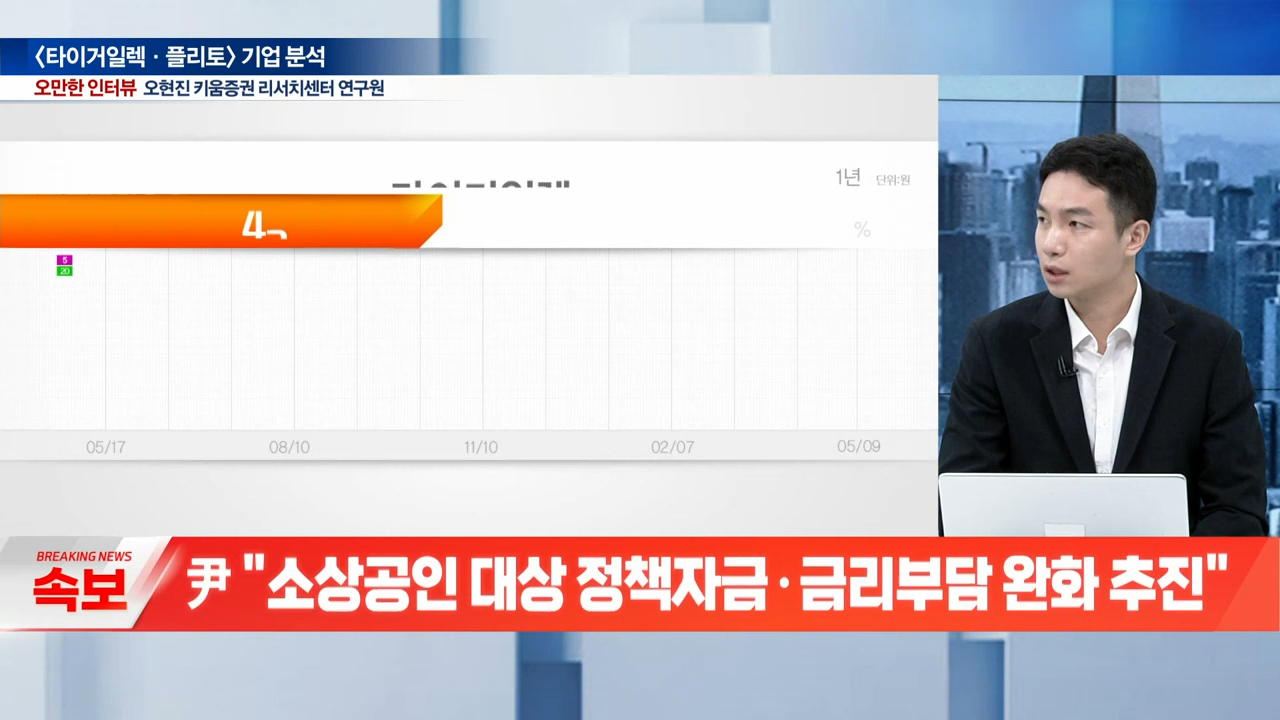 〈타이거일렉 · 플리토〉 기업 분석
오만한 인터뷰 오현진 키움증권 리서치센터 연구원
1년 단위:원
%
5
20
05/17 08/10 11/10 02/07 05/09
BREAKING NEWS
속보
尹 "소상공인 대상 정책자금·금리부담 완화 추진"